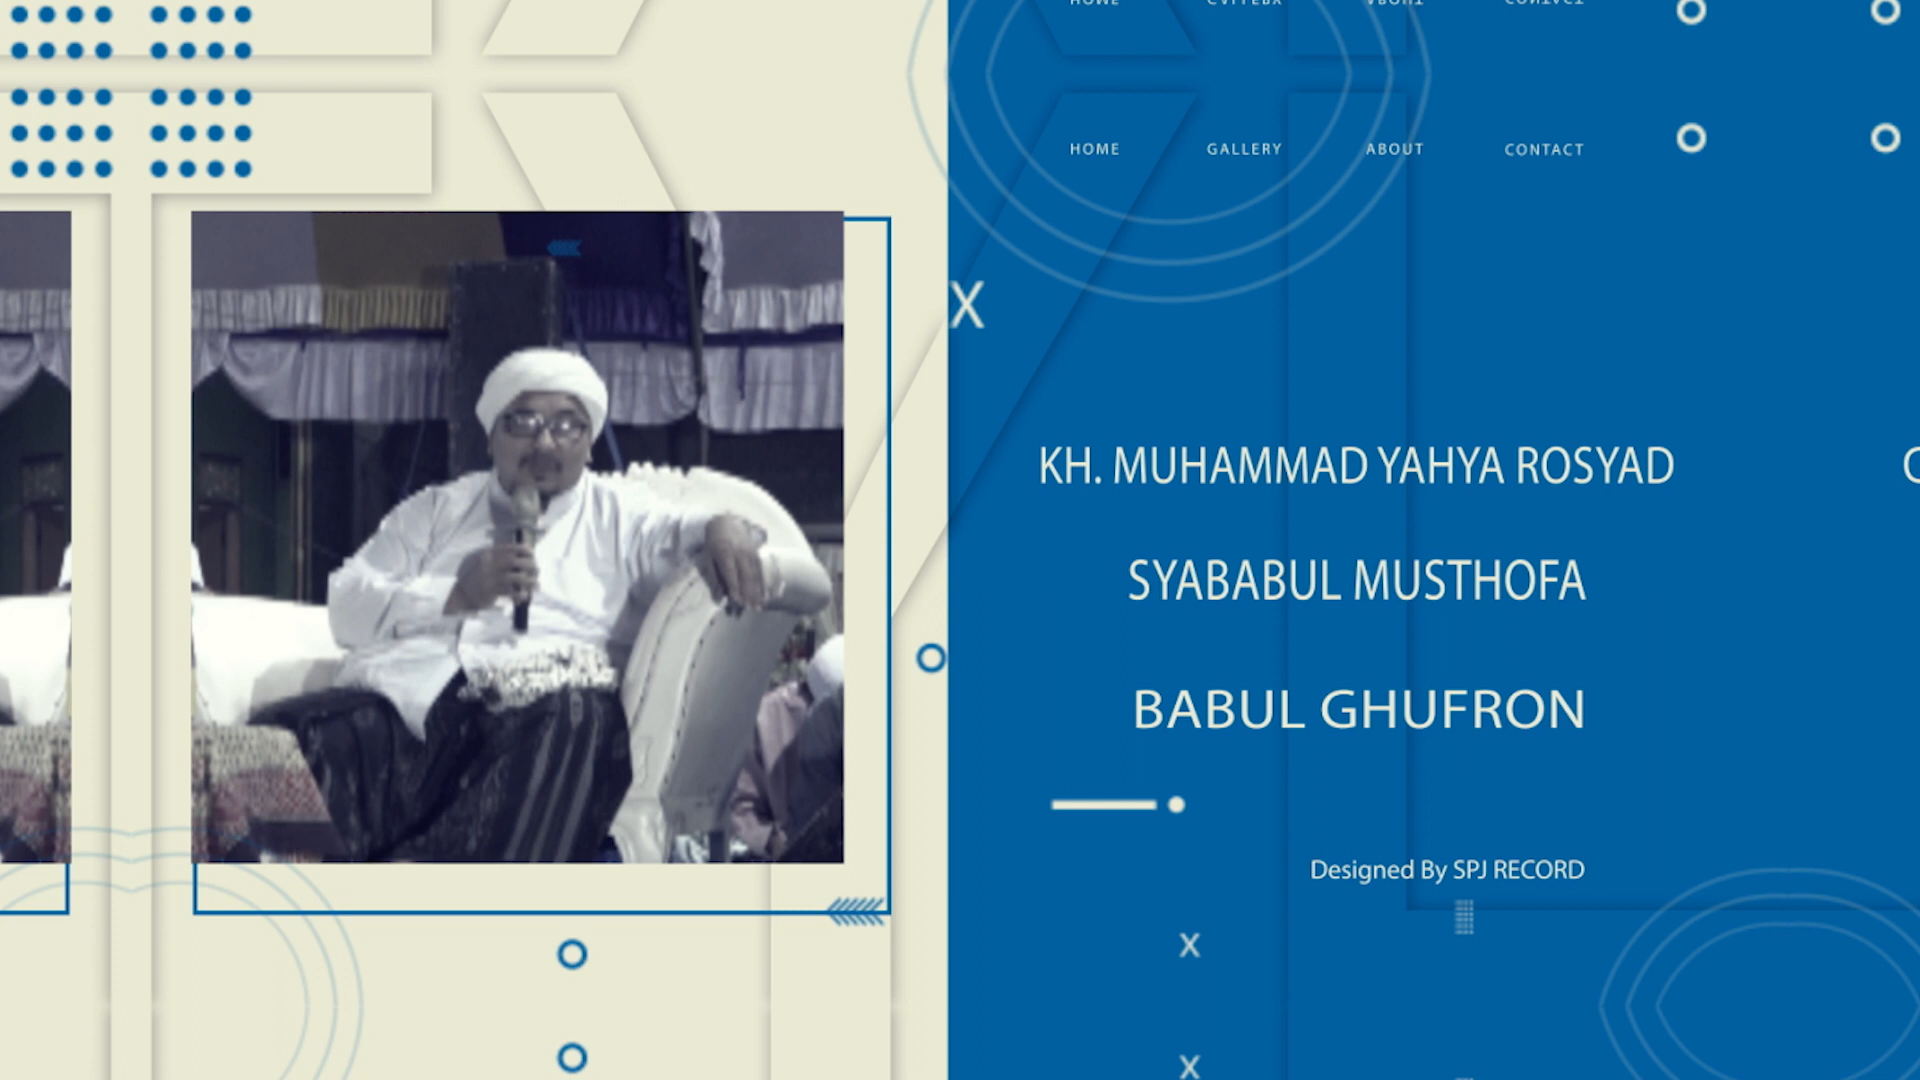 HOME GALLERY ABOUT CONTACT
X
KH. MUHAMMAD YAHYA ROSYAD
SYABABUL MUSTHOFA
BABUL GHUFRON
Designed By SPJ RECORD
X
X